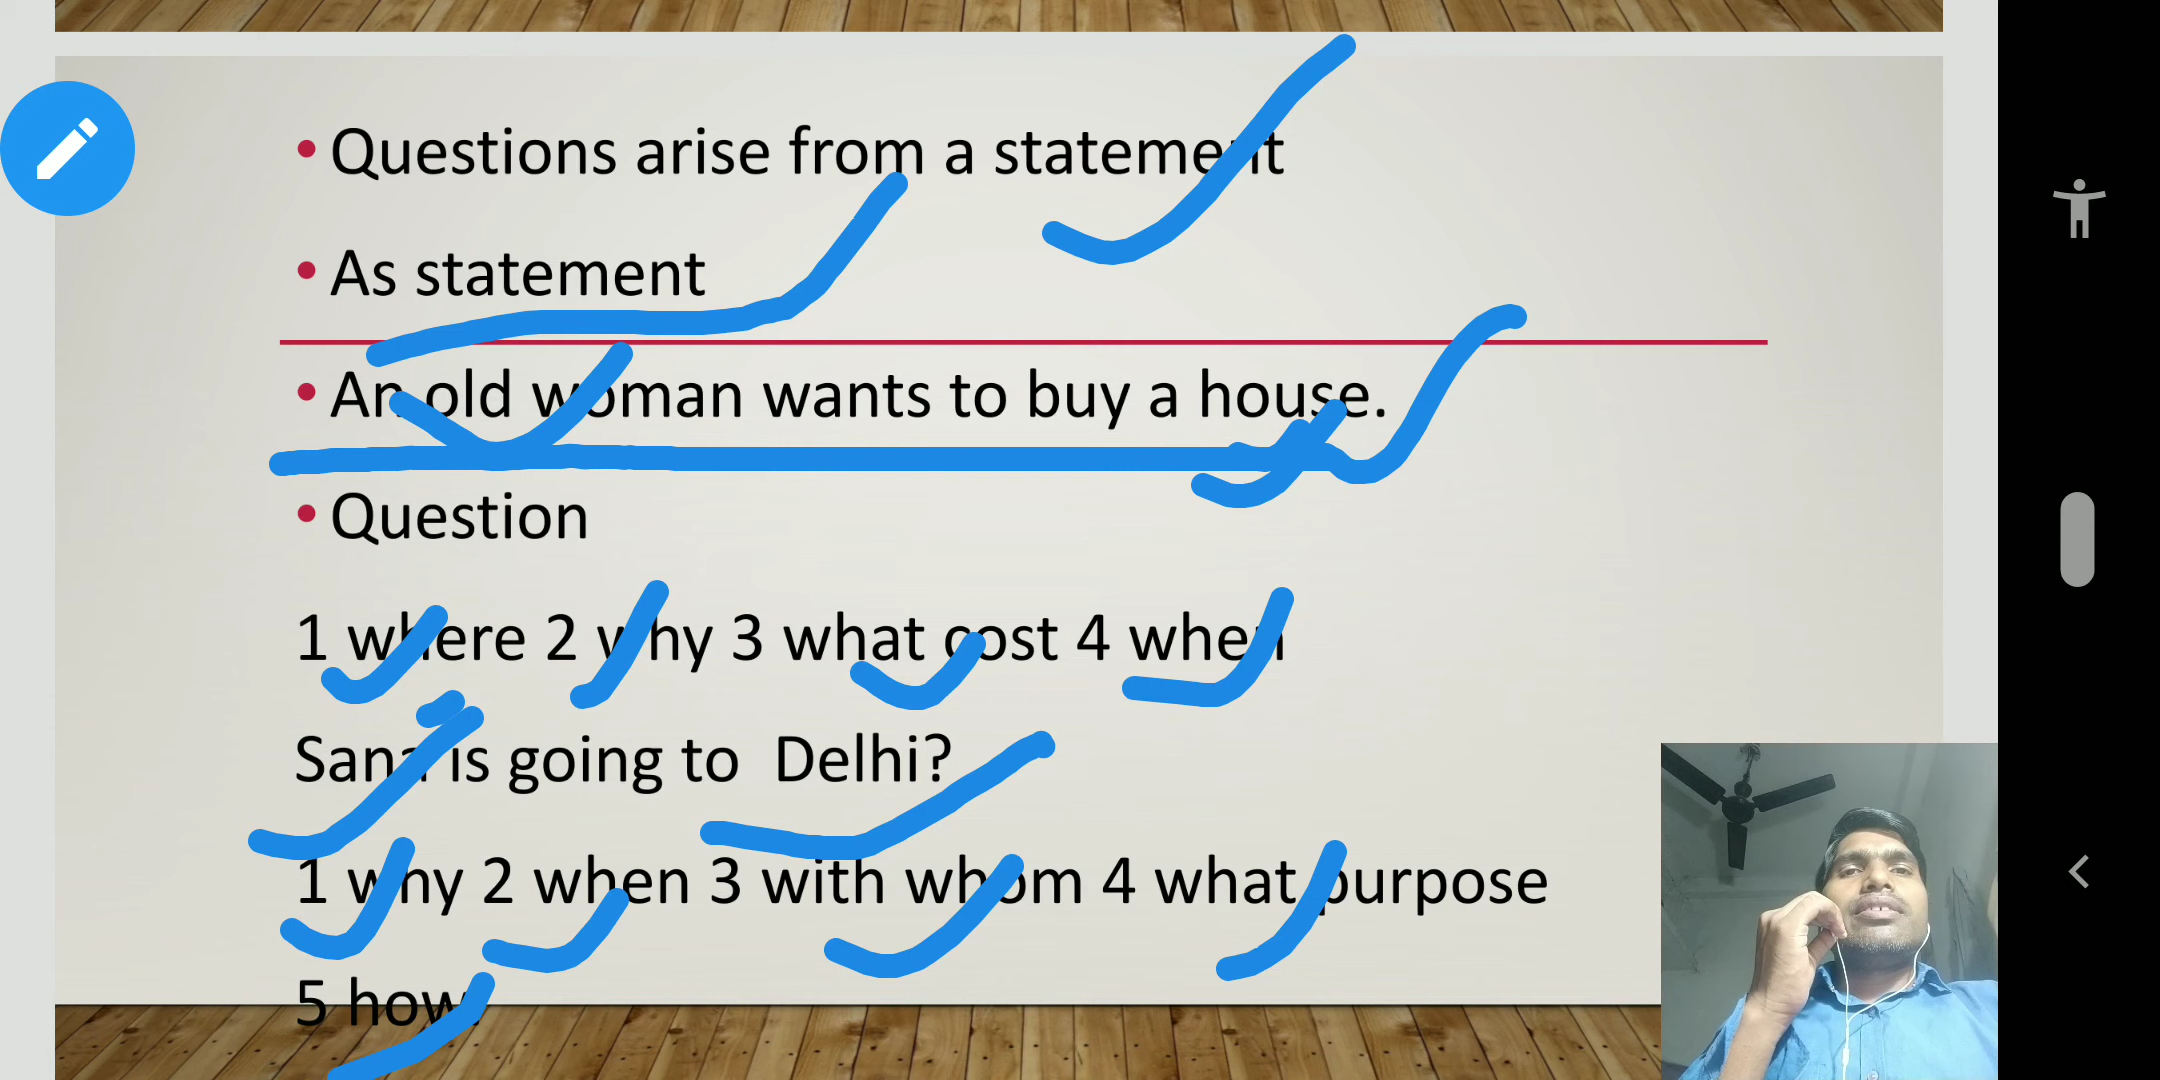 • Questions arise from a statement
• As statement
• An old woman wants to buy a house.
• Question
1 where 2 why 3 what cost 4 when
Sana is going to Delhi?
1 why 2 when 3 with whom 4 what purpose
5 how